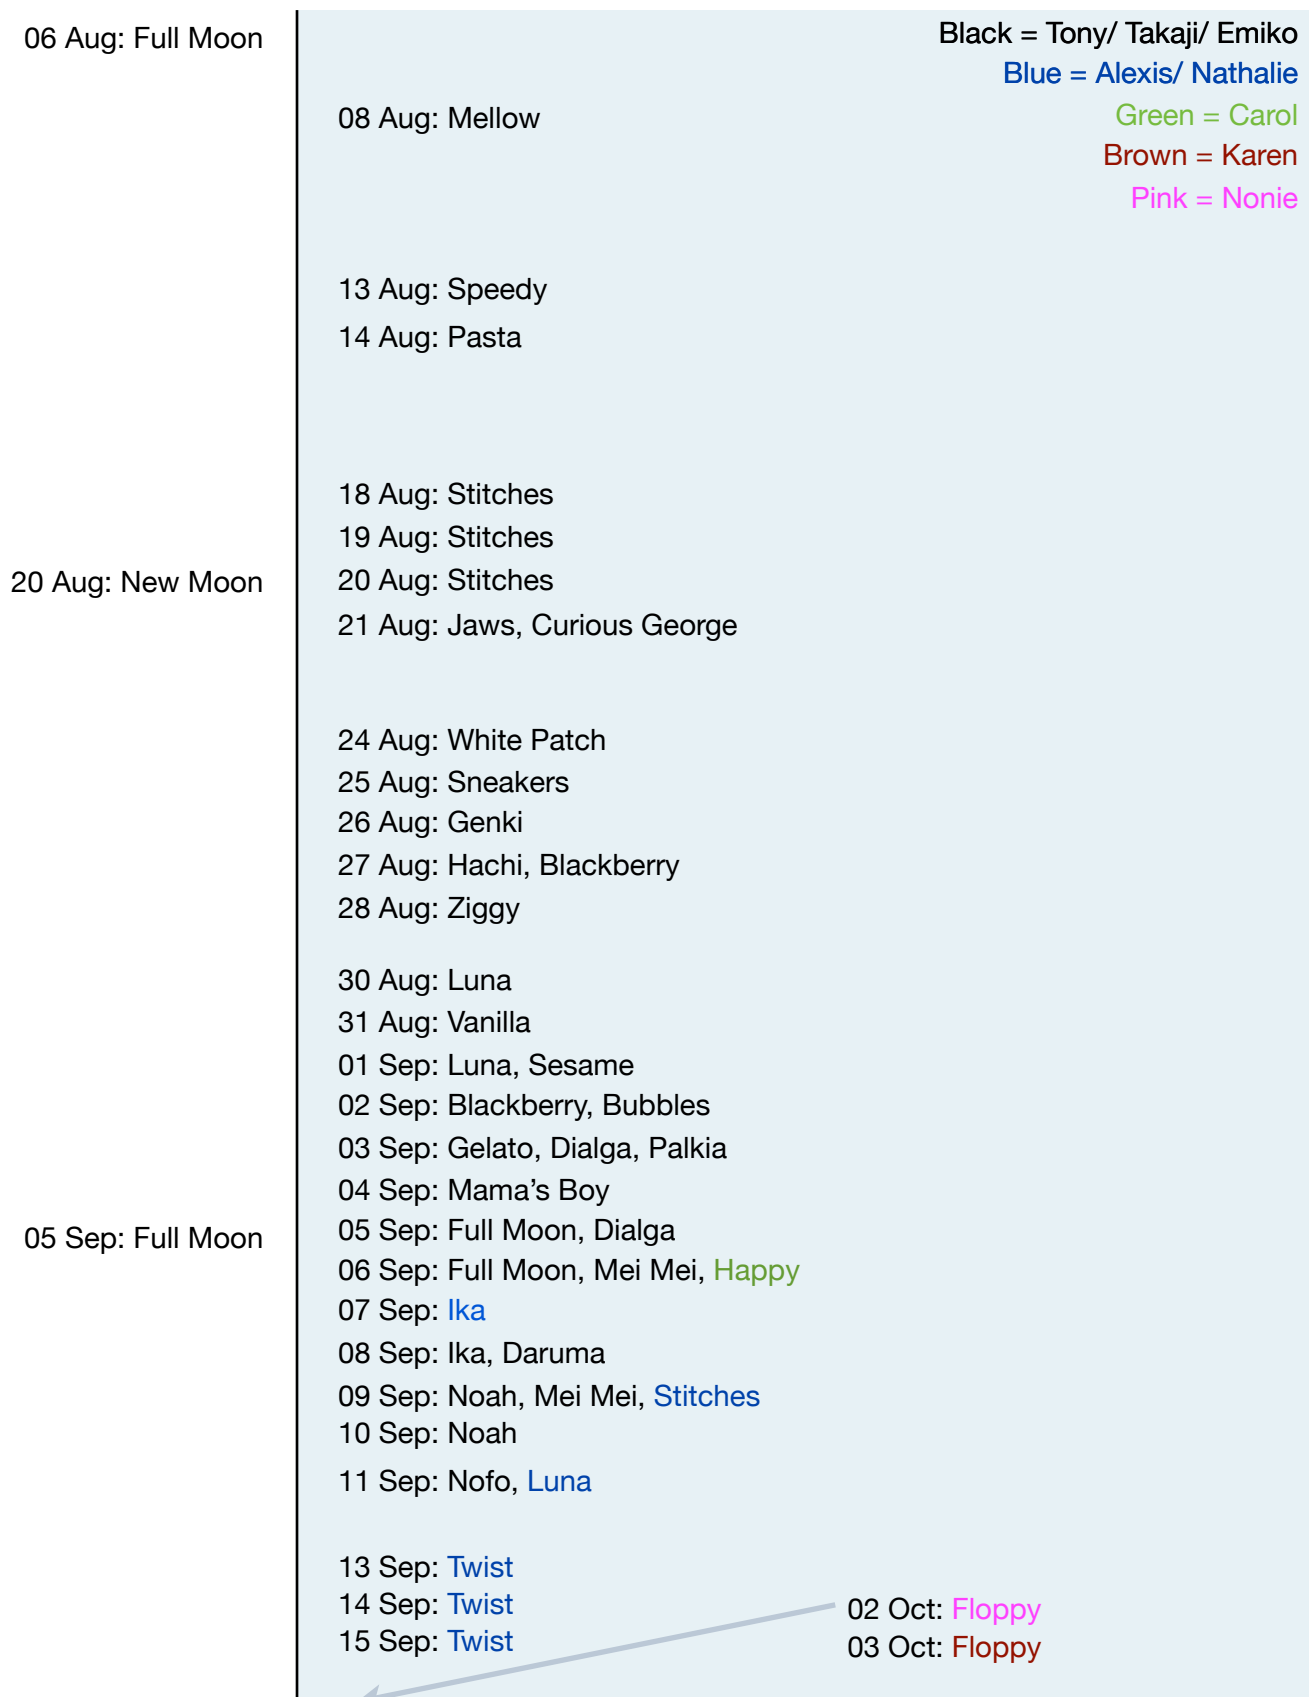 06 Aug: Full Moon
Black = Tony/ Takaji/ Emiko
Blue = Alexis/ Nathalie
08 Aug: Mellow
Green = Carol
Brown = Karen
Pink = Nonie
13 Aug: Speedy
14 Aug: Pasta
18 Aug: Stitches
19 Aug: Stitches
20 Aug: New Moon
20 Aug: Stitches
21 Aug: Jaws, Curious George
24 Aug: White Patch
25 Aug: Sneakers
26 Aug: Genki
27 Aug: Hachi, Blackberry
28 Aug: Ziggy
30 Aug: Luna
31 Aug: Vanilla
01 Sep: Luna, Sesame
02 Sep: Blackberry, Bubbles
03 Sep: Gelato, Dialga, Palkia
04 Sep: Mama’s Boy
05 Sep: Full Moon
05 Sep: Full Moon, Dialga
06 Sep: Full Moon, Mei Mei, Happy
07 Sep: Ika
08 Sep: Ika, Daruma
09 Sep: Noah, Mei Mei, Stitches
10 Sep: Noah
11 Sep: Nofo, Luna
13 Sep: Twist
14 Sep: Twist
15 Sep: Twist
02 Oct: Floppy
03 Oct: Floppy